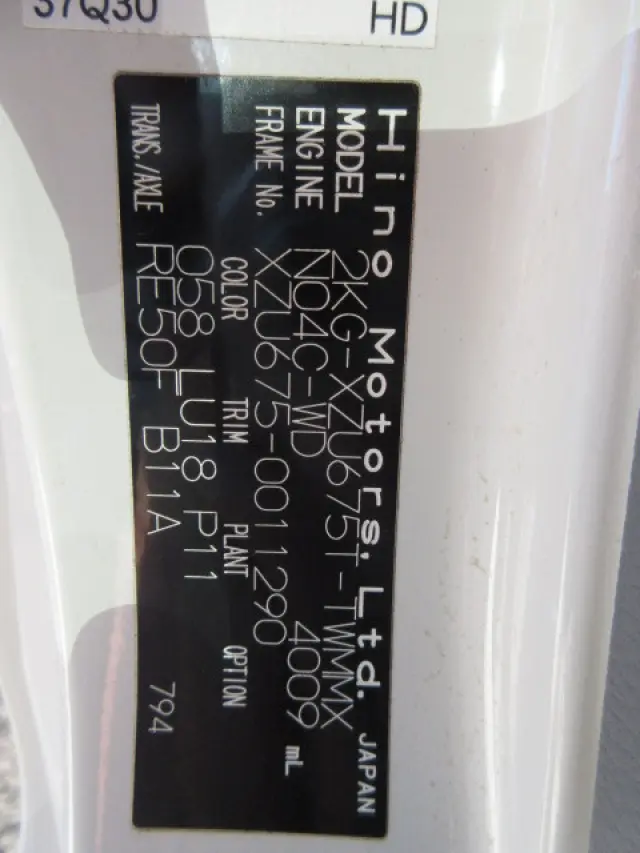 37Q30
HD
Hino Motors, Ltd. JAPAN
MODEL 2KG-XZU675T-TWMMX
ENGINE N04C-WD 4009 mL
FRAME No. XZU675-0011290
COLOR TRIM PLANT OPTION
058 LU18 P11
TRANS./AXLE RE50F B11A 794